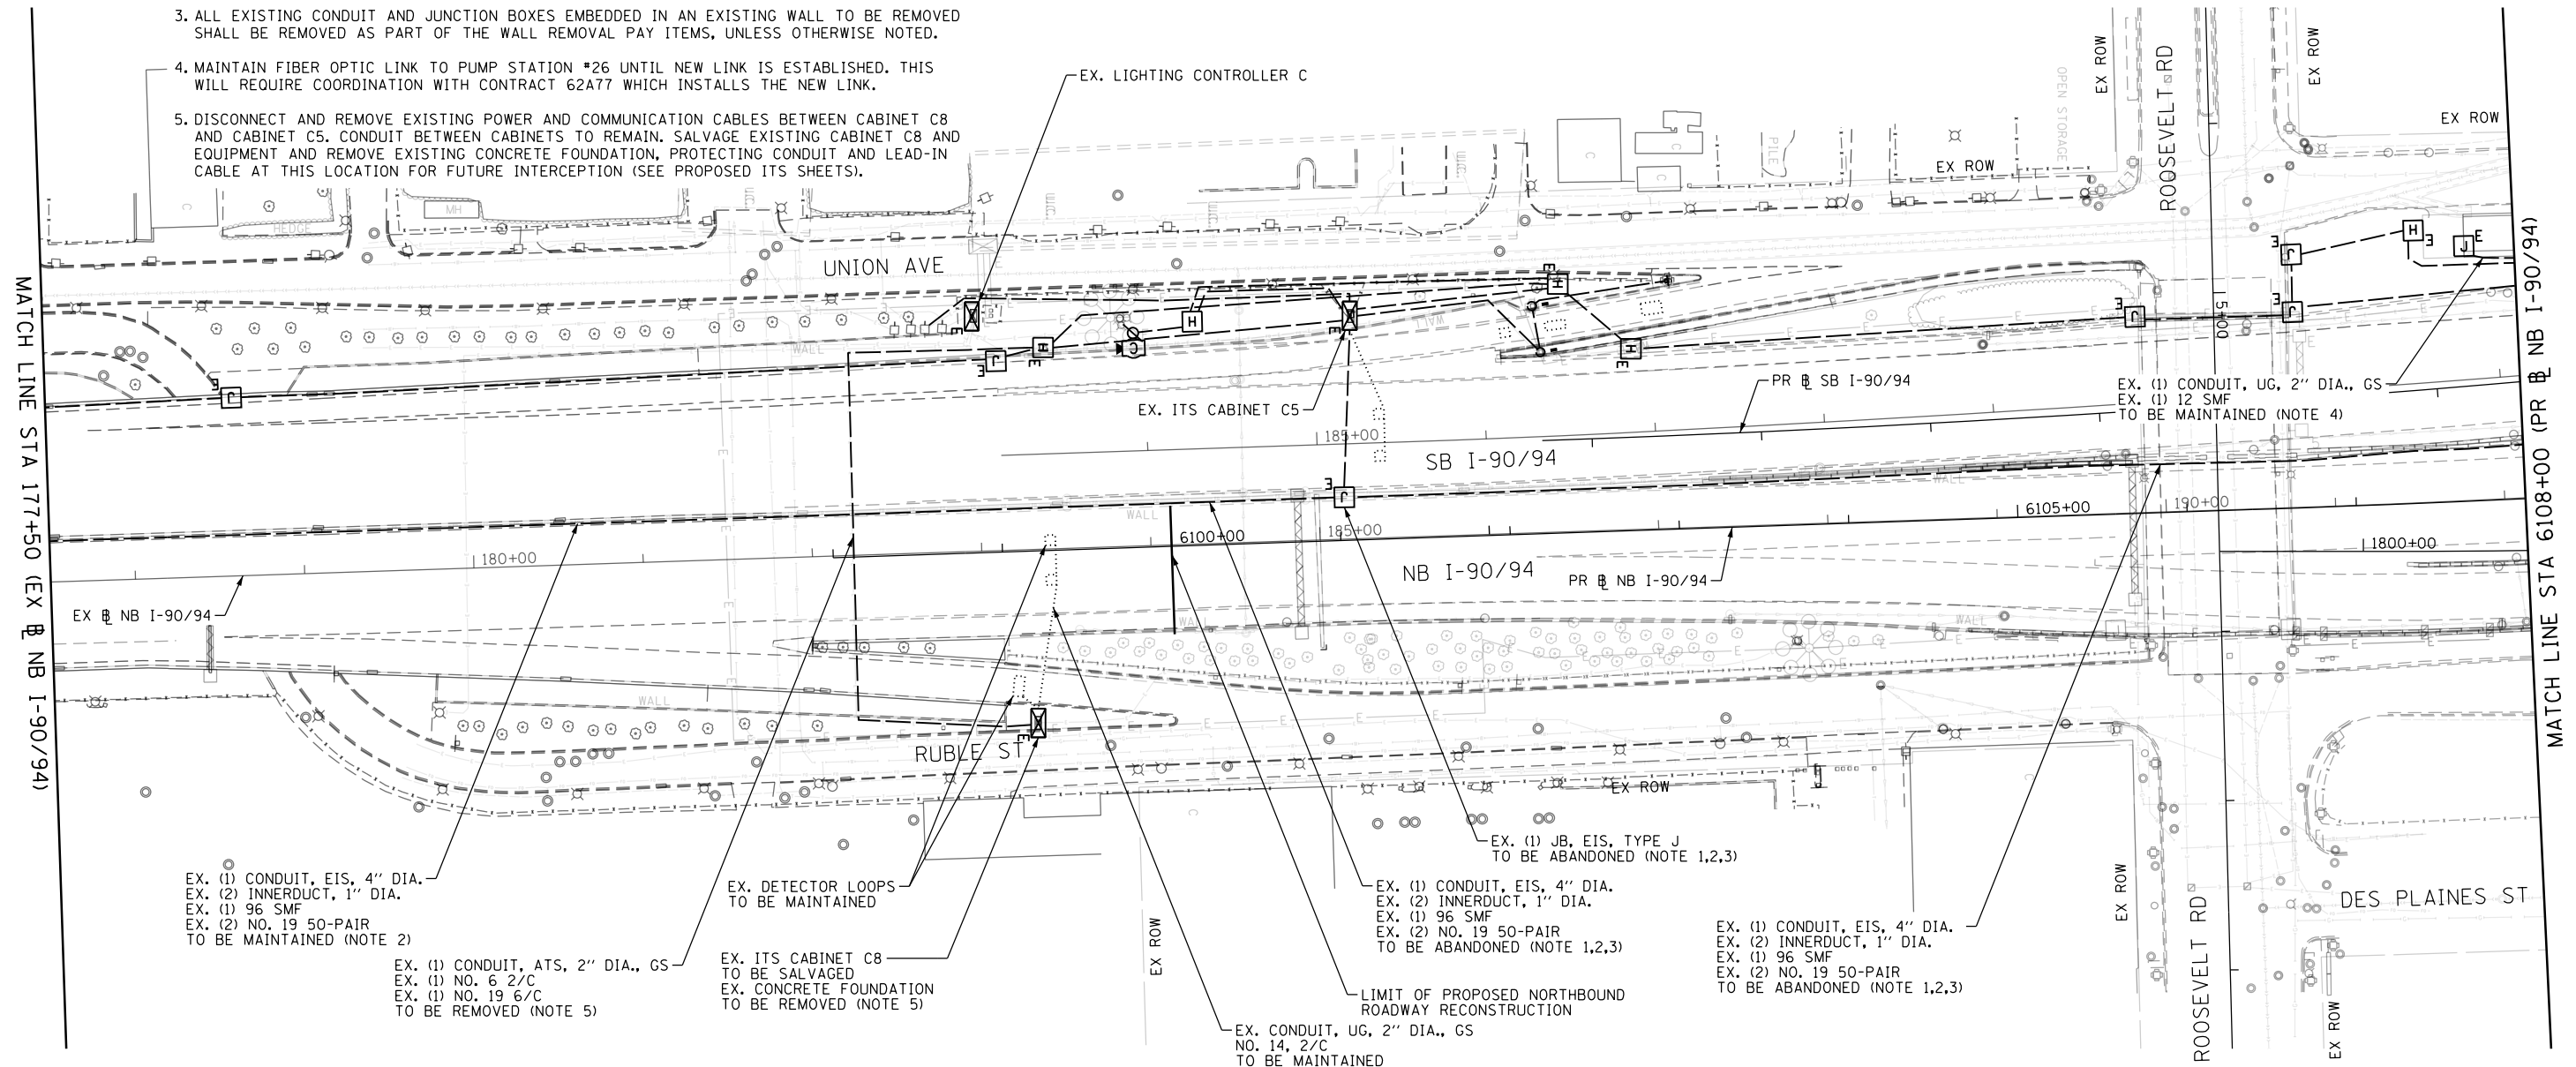 3. ALL EXISTING CONDUIT AND JUNCTION BOXES EMBEDDED IN AN EXISTING WALL TO BE REMOVED
SHALL BE REMOVED AS PART OF THE WALL REMOVAL PAY ITEMS, UNLESS OTHERWISE NOTED.
4. MAINTAIN FIBER OPTIC LINK TO PUMP STATION #26 UNTIL NEW LINK IS ESTABLISHED. THIS
WILL REQUIRE COORDINATION WITH CONTRACT 62A77 WHICH INSTALLS THE NEW LINK.
5. DISCONNECT AND REMOVE EXISTING POWER AND COMMUNICATION CABLES BETWEEN CABINET C8
AND CABINET C5. CONDUIT BETWEEN CABINETS TO REMAIN. SALVAGE EXISTING CABINET C8 AND
EQUIPMENT AND REMOVE EXISTING CONCRETE FOUNDATION, PROTECTING CONDUIT AND LEAD-IN
CABLE AT THIS LOCATION FOR FUTURE INTERCEPTION (SEE PROPOSED ITS SHEETS).
EX. LIGHTING CONTROLLER C
EX ROW
ROOSEVELT RD
EX ROW
OPEN STORAGE
EX ROW
EX ROW
PILE
C
C
C
C
MH
HEDGE
UNION AVE
WALL
WALL
5+00
EX. ITS CABINET C5
PR ⅊ SB I-90/94
EX. (1) CONDUIT, UG, 2'' DIA., GS
EX. (1) 12 SMF
TO BE MAINTAINED (NOTE 4)
185+00
SB I-90/94
WALL
WALL
180+00
6100+00
185+00
6105+00
190+00
1800+00
NB I-90/94
PR ⅊ NB I-90/94
EX ⅊ NB I-90/94
WALL
WALL
WALL
RUBLE ST
EX ROW
MATCH LINE STA 177+50 (EX ⅊ NB I-90/94)
MATCH LINE STA 6108+00 (PR ⅊ NB I-90/94)
EX. (1) CONDUIT, EIS, 4'' DIA.
EX. (2) INNERDUCT, 1'' DIA.
EX. (1) 96 SMF
EX. (2) NO. 19 50-PAIR
TO BE MAINTAINED (NOTE 2)
EX. (1) CONDUIT, ATS, 2'' DIA., GS
EX. (1) NO. 6 2/C
EX. (1) NO. 19 6/C
TO BE REMOVED (NOTE 5)
EX. DETECTOR LOOPS
TO BE MAINTAINED
EX. ITS CABINET C8
TO BE SALVAGED
EX. CONCRETE FOUNDATION
TO BE REMOVED (NOTE 5)
EX ROW
EX. CONDUIT, UG, 2'' DIA., GS
NO. 14, 2/C
TO BE MAINTAINED
LIMIT OF PROPOSED NORTHBOUND
ROADWAY RECONSTRUCTION
EX. (1) CONDUIT, EIS, 4'' DIA.
EX. (2) INNERDUCT, 1'' DIA.
EX. (1) 96 SMF
EX. (2) NO. 19 50-PAIR
TO BE ABANDONED (NOTE 1,2,3)
EX. (1) JB, EIS, TYPE J
TO BE ABANDONED (NOTE 1,2,3)
EX. (1) CONDUIT, EIS, 4'' DIA.
EX. (2) INNERDUCT, 1'' DIA.
EX. (1) 96 SMF
EX. (2) NO. 19 50-PAIR
TO BE ABANDONED (NOTE 1,2,3)
EX ROW
ROOSEVELT RD
DES PLAINES ST
EX ROW